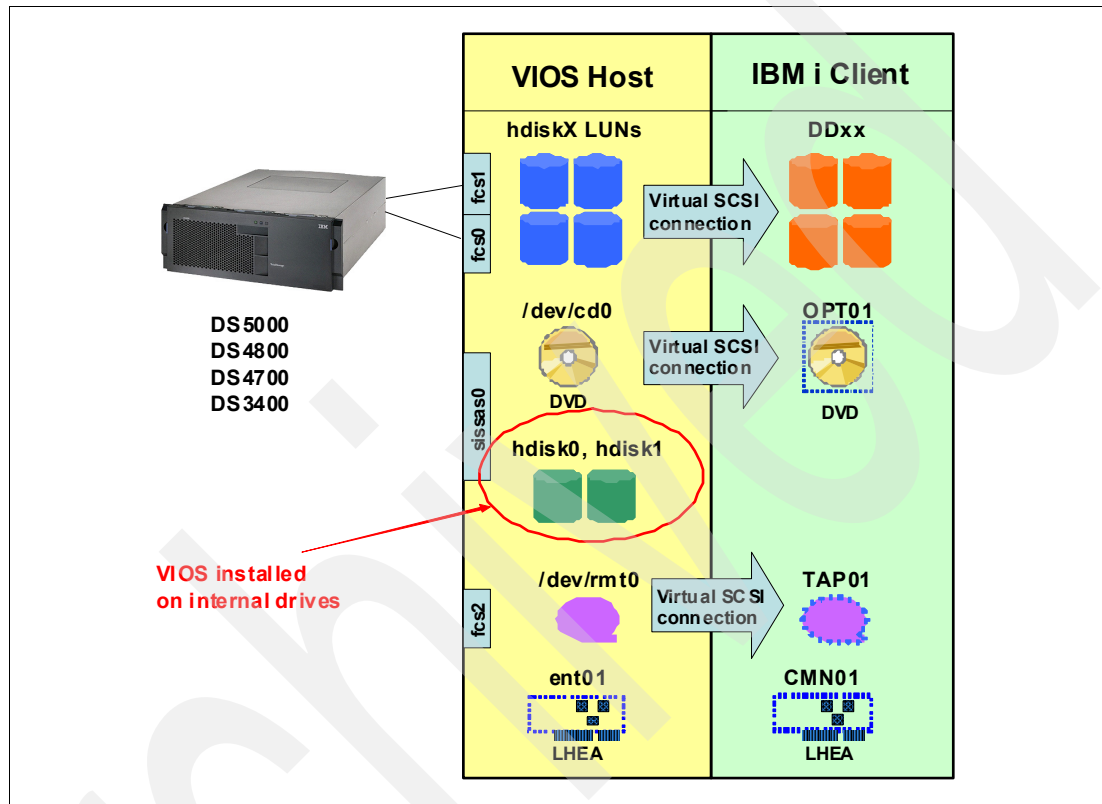 VIOS Host
IBM i Client
hdiskX LUNs
DDxx
fcs1
fcs0
Virtual SCSI
connection
IBM
DS5000
DS4800
DS4700
DS3400
/dev/cd0
OPT01
Virtual SCSI
connection
DVD
DVD
sissas0
hdisk0, hdisk1
VIOS installed
on internal drives
/dev/rmt0
TAP01
fcs2
Virtual SCSI
connection
ent01
CMN01
LHEA
LHEA